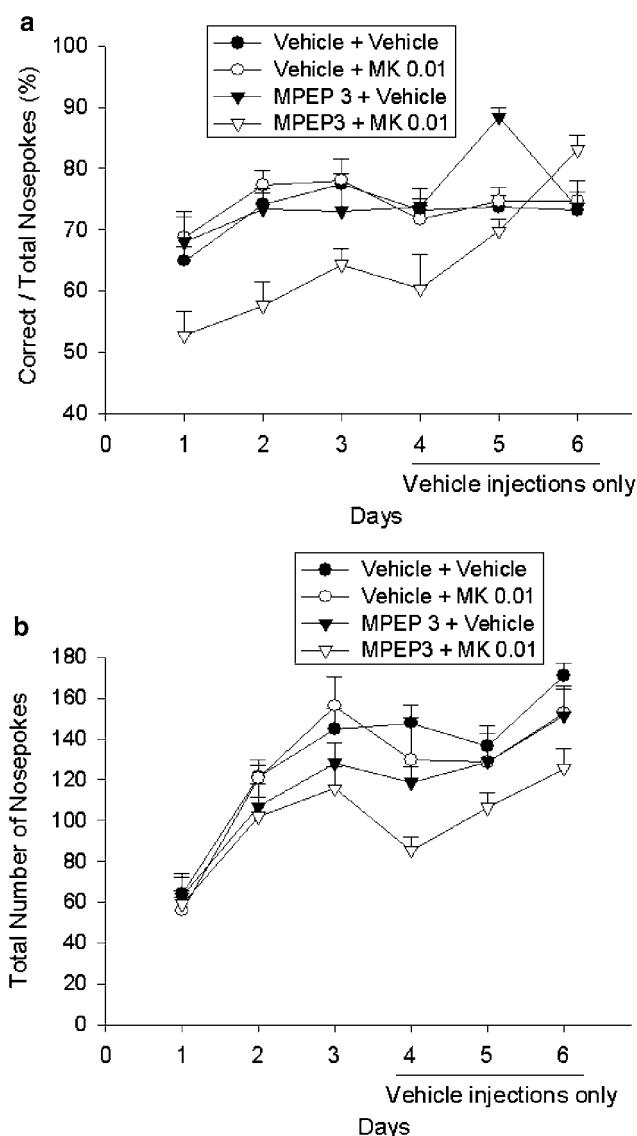 a
Vehicle + Vehicle
Vehicle + MK 0.01
MPEP 3 + Vehicle
MPEP3 + MK 0.01
Correct / Total Nosepokes (%)
100
90
80
70
60
50
40
0 1 2 3 4 5 6
Vehicle injections only
Days
b
Vehicle + Vehicle
Vehicle + MK 0.01
MPEP 3 + Vehicle
MPEP3 + MK 0.01
Total Number of Nosepokes
180
160
140
120
100
80
60
40
20
0
0 1 2 3 4 5 6
Vehicle injections only
Days